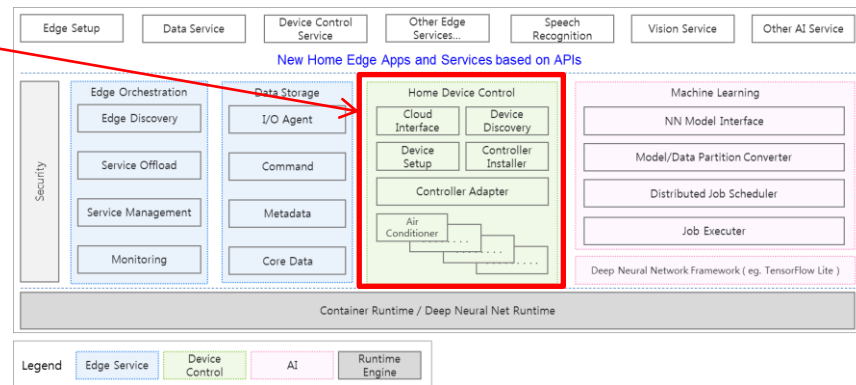 Edge Setup
Data Service
Device Control
Service
Other Edge
Services...
Speech
Recognition
Vision Service
Other AI Service
New Home Edge Apps and Services based on APIs
Security
Edge Orchestration
Edge Discovery
Service Offload
Service Management
Monitoring
Data Storage
I/O Agent
Command
Metadata
Core Data
Home Device Control
Cloud
Interface
Device
Discovery
Device
Setup
Controller
Installer
Controller Adapter
Air
Conditioner
. . . . . . . .
. . . .
. . . . . . . .
Machine Learning
NN Model Interface
Model/Data Partition Converter
Distributed Job Scheduler
Job Executer
Deep Neural Network Framework ( eg. TensorFlow Lite )
Container Runtime / Deep Neural Net Runtime
Legend
Edge Service
Device
Control
AI
Runtime
Engine